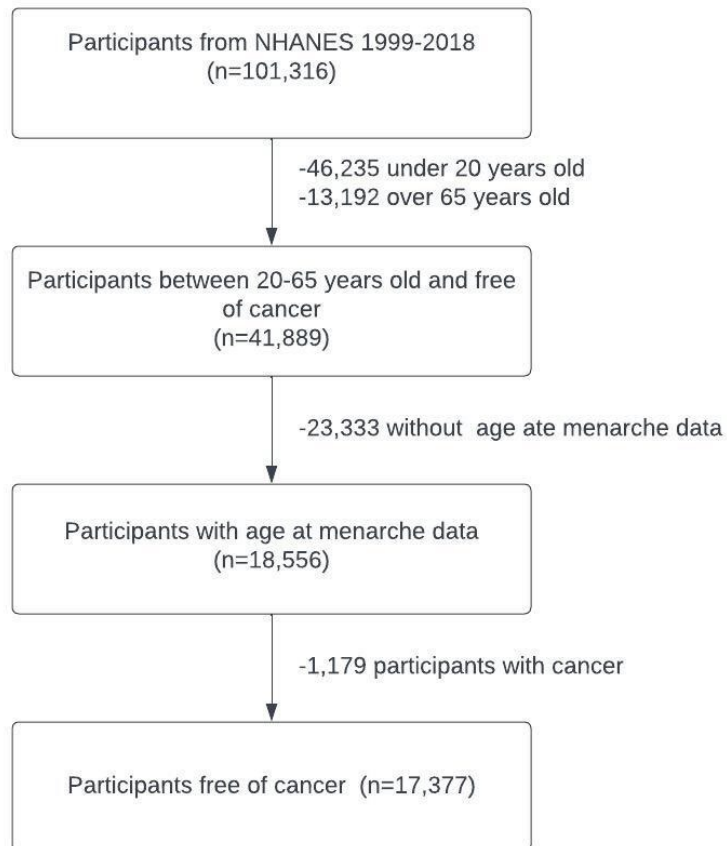 Participants from NHANES 1999-2018
(n=101,316)
-46,235 under 20 years old
-13,192 over 65 years old
Participants between 20-65 years old and free
of cancer
(n=41,889)
-23,333 without  age ate menarche data
Participants with age at menarche data
(n=18,556)
-1,179 participants with cancer
Participants free of cancer  (n=17,377)